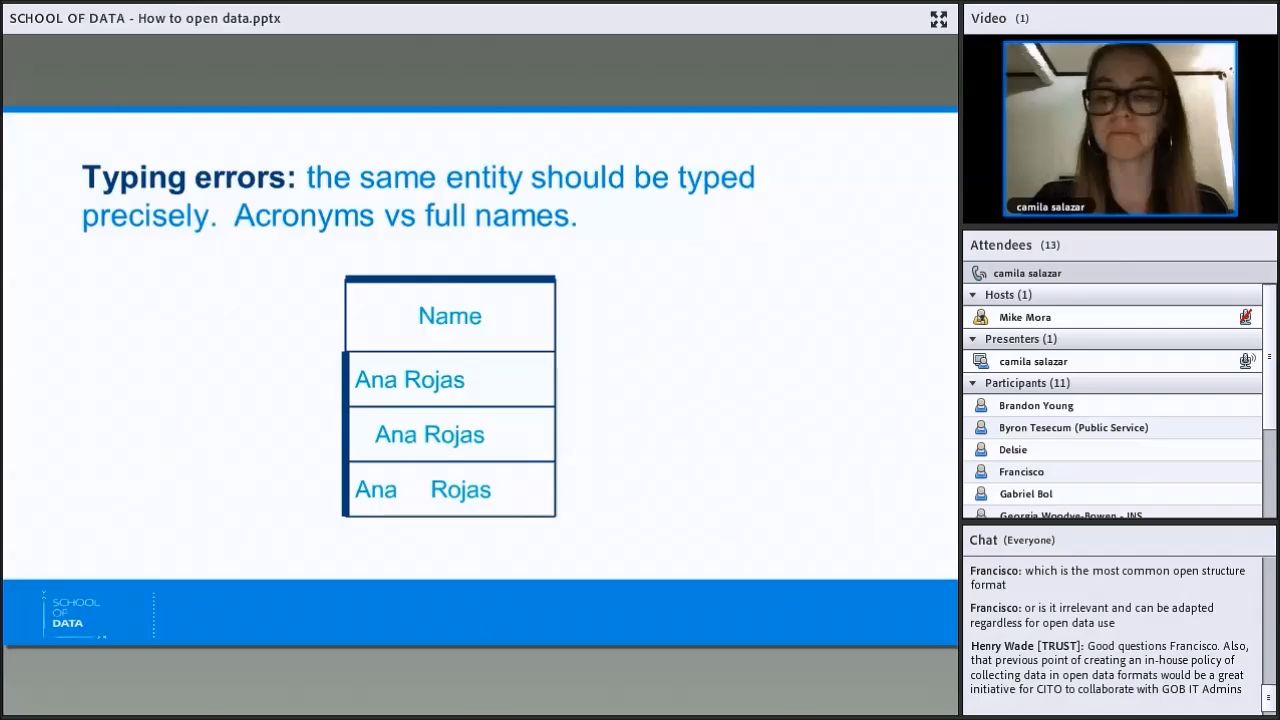 SCHOOL OF DATA - How to open data.pptx
Typing errors: the same entity should be typed
precisely.  Acronyms vs full names.
Name
Ana Rojas
Ana Rojas
Ana     Rojas
SCHOOL
OF
DATA
Video (1)
camila salazar
Attendees (13)
camila salazar
Hosts (1)
Mike Mora
Presenters (1)
camila salazar
Participants (11)
Brandon Young
Byron Tesecum (Public Service)
Delsie
Francisco
Gabriel Bol
Georgia Woodye-Bowen - INS
Chat (Everyone)
Francisco: which is the most common open structure
format
Francisco: or is it irrelevant and can be adapted
regardless for open data use
Henry Wade [TRUST]: Good questions Francisco. Also,
that previous point of creating an in-house policy of
collecting data in open data formats would be a great
initiative for CITO to collaborate with GOB IT Admins